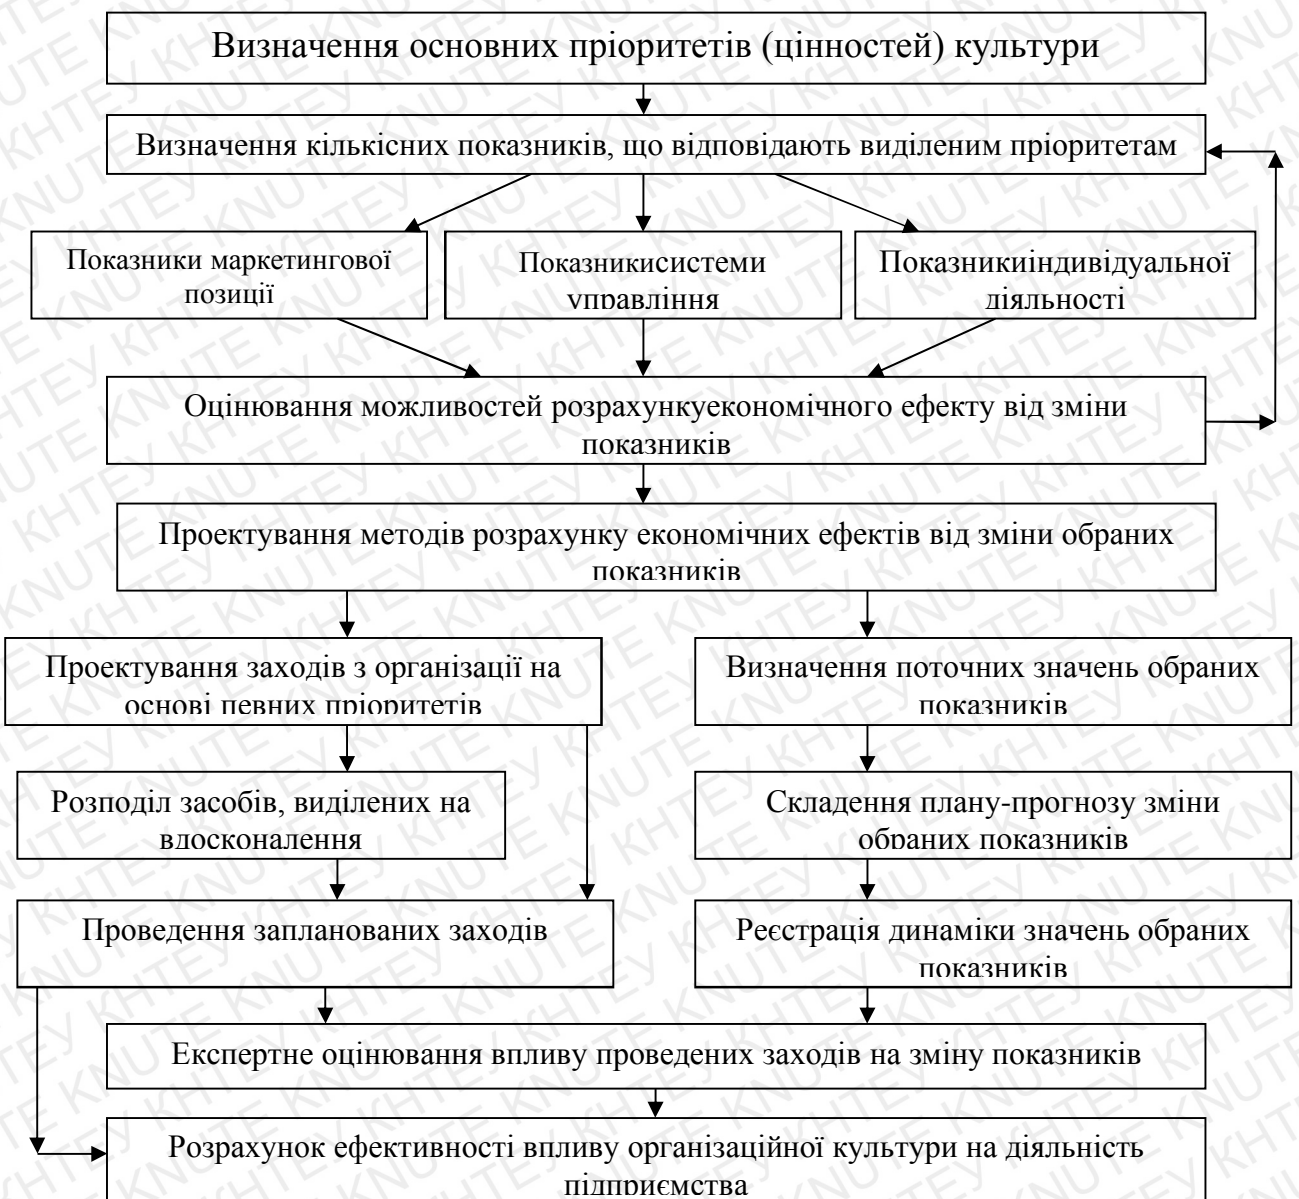 Визначення основних пріоритетів (цінностей) культури
Визначення кількісних показників, що відповідають виділеним пріоритетам
Показники маркетингової
позиції
Показникисистеми
управління
Показникиіндивідуальної
діяльності
Оцінювання можливостей розрахункуекономічного ефекту від зміни
показників
Проектування методів розрахунку економічних ефектів від зміни обраних
показників
Проектування заходів з організації на
основі певних пріоритетів
Визначення поточних значень обраних
показників
Розподіл засобів, виділених на
вдосконалення
Складення плану-прогнозу зміни
обраних показників
Проведення запланованих заходів
Реєстрація динаміки значень обраних
показників
Експертне оцінювання впливу проведених заходів на зміну показників
Розрахунок ефективності впливу організаційної культури на діяльність
підприємства